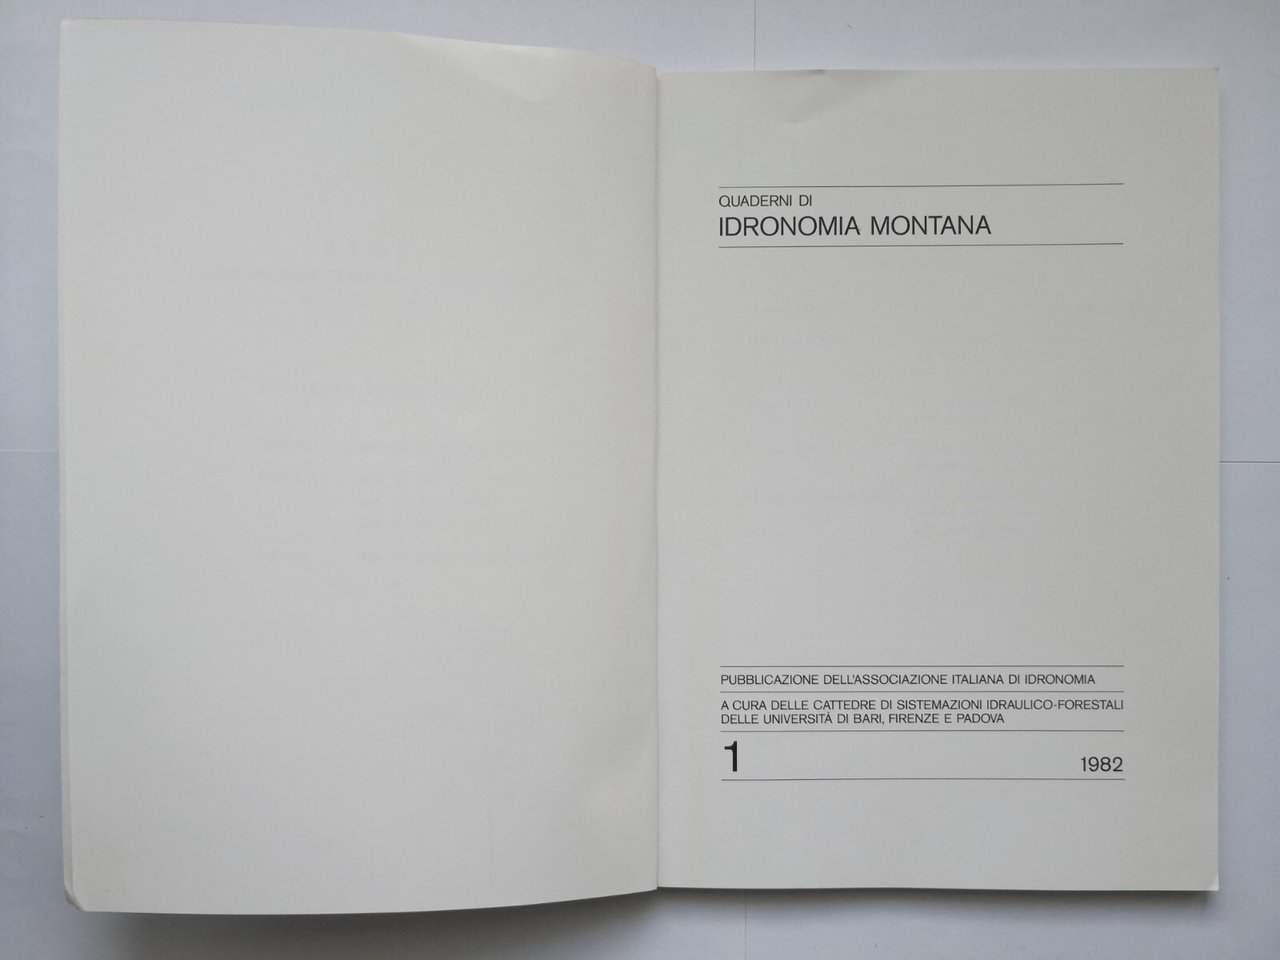 QUADERNI DI
IDRONOMIA MONTANA
PUBBLICAZIONE DELL'ASSOCIAZIONE ITALIANA DI IDRONOMIA
A CURA DELLE CATTEDRE DI SISTEMAZIONI IDRAULICO-FORESTALI
DELLE UNIVERSITÀ DI BARI, FIRENZE E PADOVA
1 1982